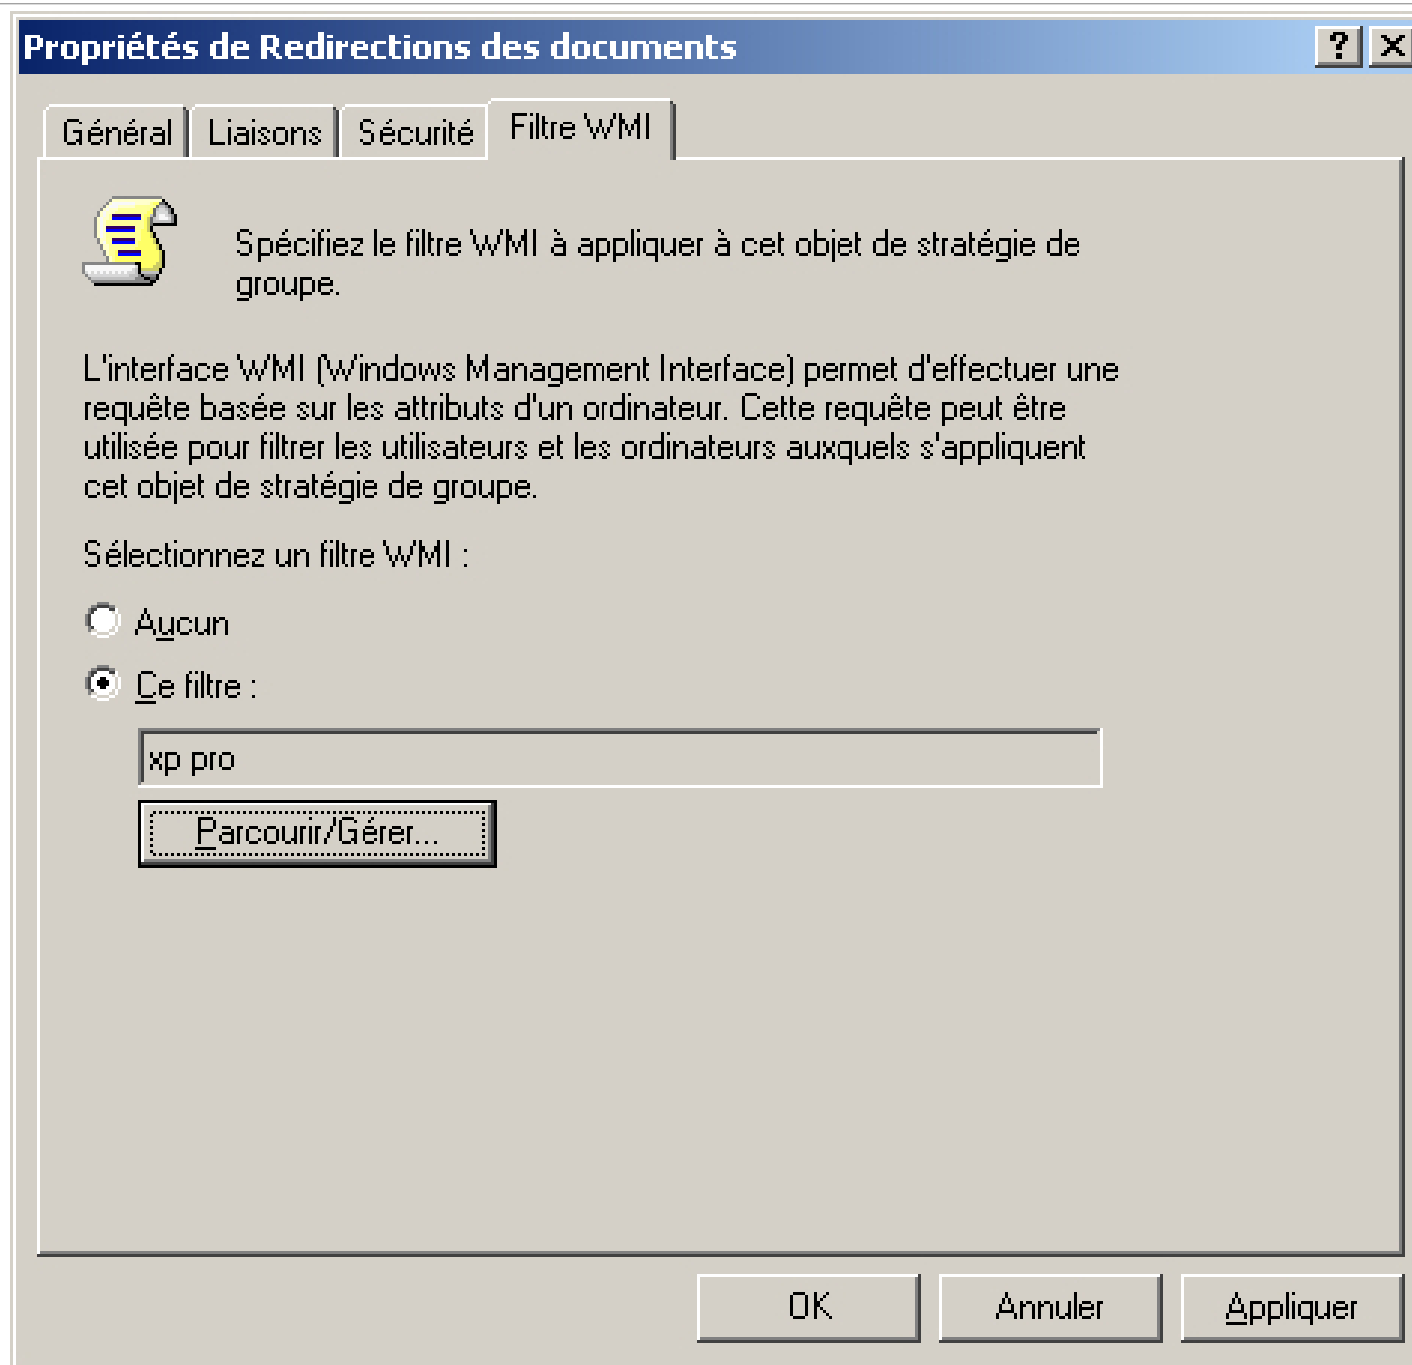 Propriétés de Redirections des documents
Général Liaisons Sécurité Filtre WMI
Spécifiez le filtre WMI à appliquer à cet objet de stratégie de
groupe.
L'interface WMI (Windows Management Interface) permet d'effectuer une
requête basée sur les attributs d'un ordinateur. Cette requête peut être
utilisée pour filtrer les utilisateurs et les ordinateurs auxquels s'appliquent
cet objet de stratégie de groupe.
Sélectionnez un filtre WMI :
Aucun
Ce filtre :
xp pro
Parcourir/Gérer...
OK Annuler Appliquer